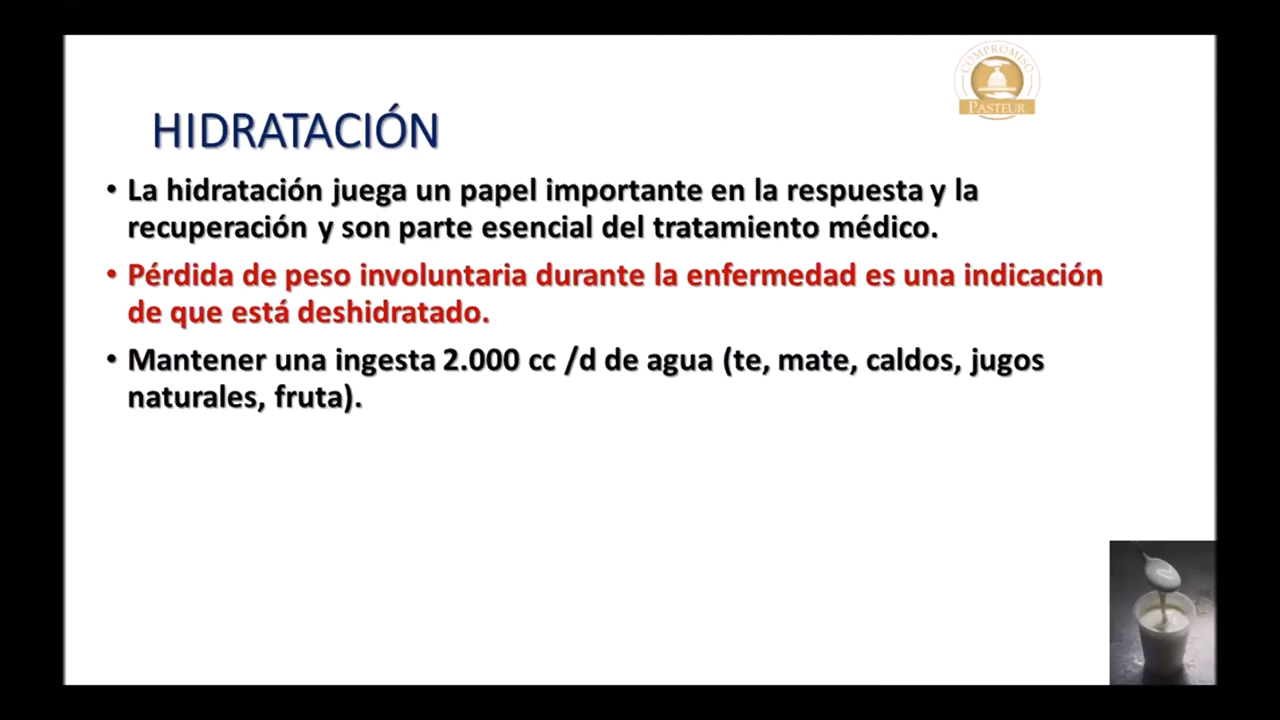 COMPROMISO
PASTEUR
HIDRATACIÓN
• La hidratación juega un papel importante en la respuesta y la
recuperación y son parte esencial del tratamiento médico.
• Pérdida de peso involuntaria durante la enfermedad es una indicación
de que está deshidratado.
• Mantener una ingesta 2.000 cc /d de agua (te, mate, caldos, jugos
naturales, fruta).